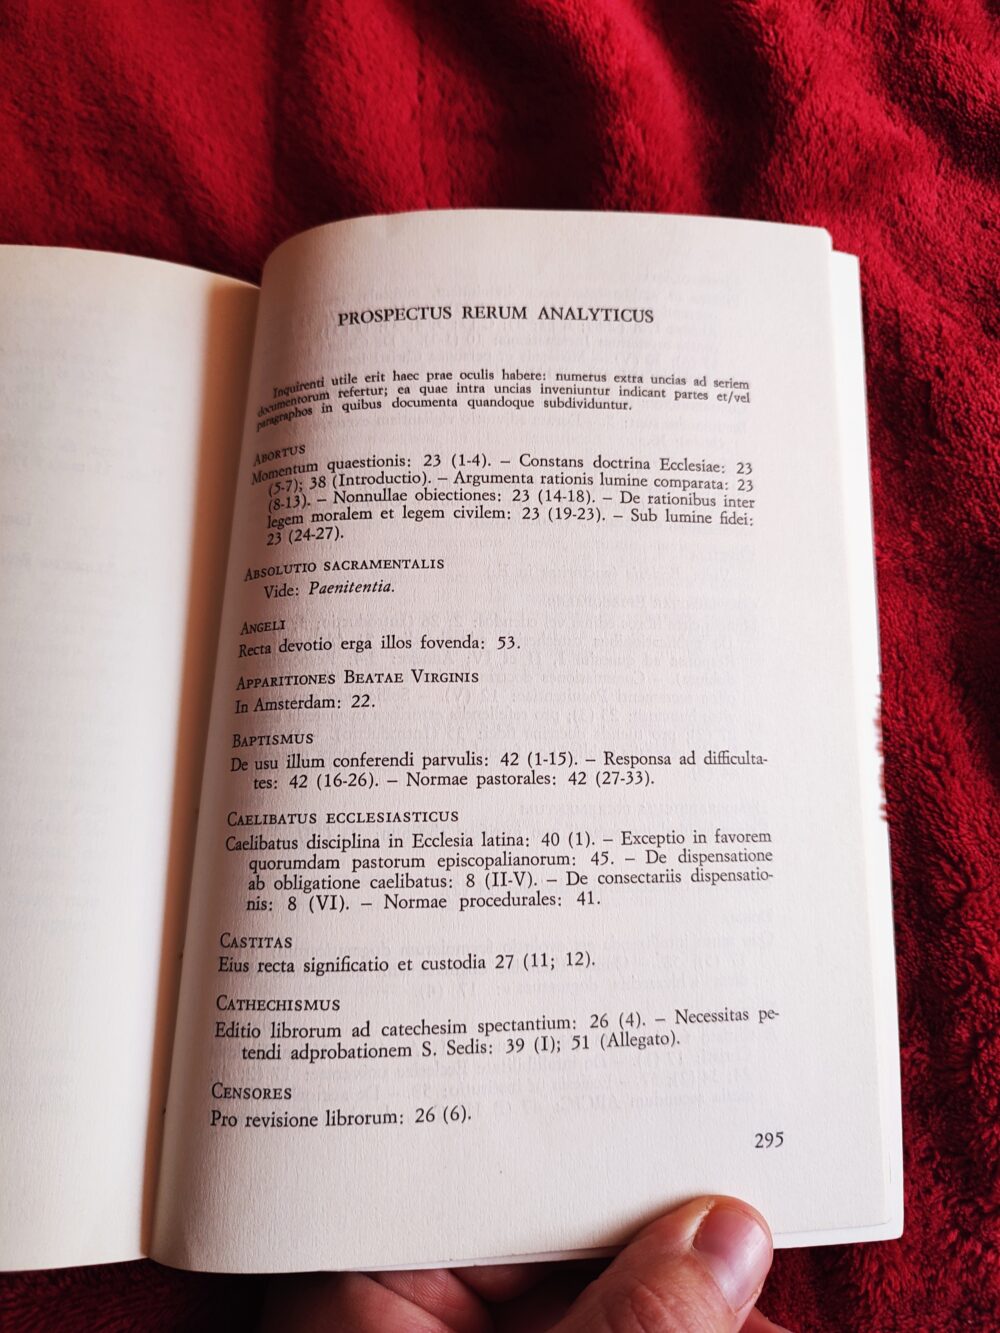 PROSPECTUS RERUM ANALYTICUS
Inquirenti utile erit haec prae oculis habere: numerus extra uncias ad seriem
documentorum refertur; ea quae intra uncias inveniuntur indicant partes et/vel
paragraphos in quibus documenta quandoque subdividuntur.
ABORTUS
Momentum quaestionis: 23 (1-4). – Constans doctrina Ecclesiae: 23
(5-7); 38 (Introductio). – Argumenta rationis lumine comparata: 23
(8-13). – Nonnullae obiectiones: 23 (14-18). – De rationibus inter
legem moralem et legem civilem: 23 (19-23). – Sub lumine fidei:
23 (24-27).
ABSOLUTIO SACRAMENTALIS
Vide: Paenitentia.
ANGELI
Recta devotio erga illos fovenda: 53.
APPARITIONES BEATAE VIRGINIS
In Amsterdam: 22.
BAPTISMUS
De usu illum conferendi parvulis: 42 (1-15). – Responsa ad difficulta-
tes: 42 (16-26). – Normae pastorales: 42 (27-33).
CAELIBATUS ECCLESIASTICUS
Caelibatus disciplina in Ecclesia latina: 40 (1). – Exceptio in favorem
quorumdam pastorum episcopalianorum: 45. – De dispensatione
ab obligatione caelibatus: 8 (II-V). – De consectariis dispensatio-
nis: 8 (VI). – Normae procedurales: 41.
CASTITAS
Eius recta significatio et custodia 27 (11; 12).
CATHECHISMUS
Editio librorum ad catechesim spectantium: 26 (4). – Necessitas pe-
tendi adprobationem S. Sedis: 39 (I); 51 (Allegato).
CENSORES
Pro revisione librorum: 26 (6).
295